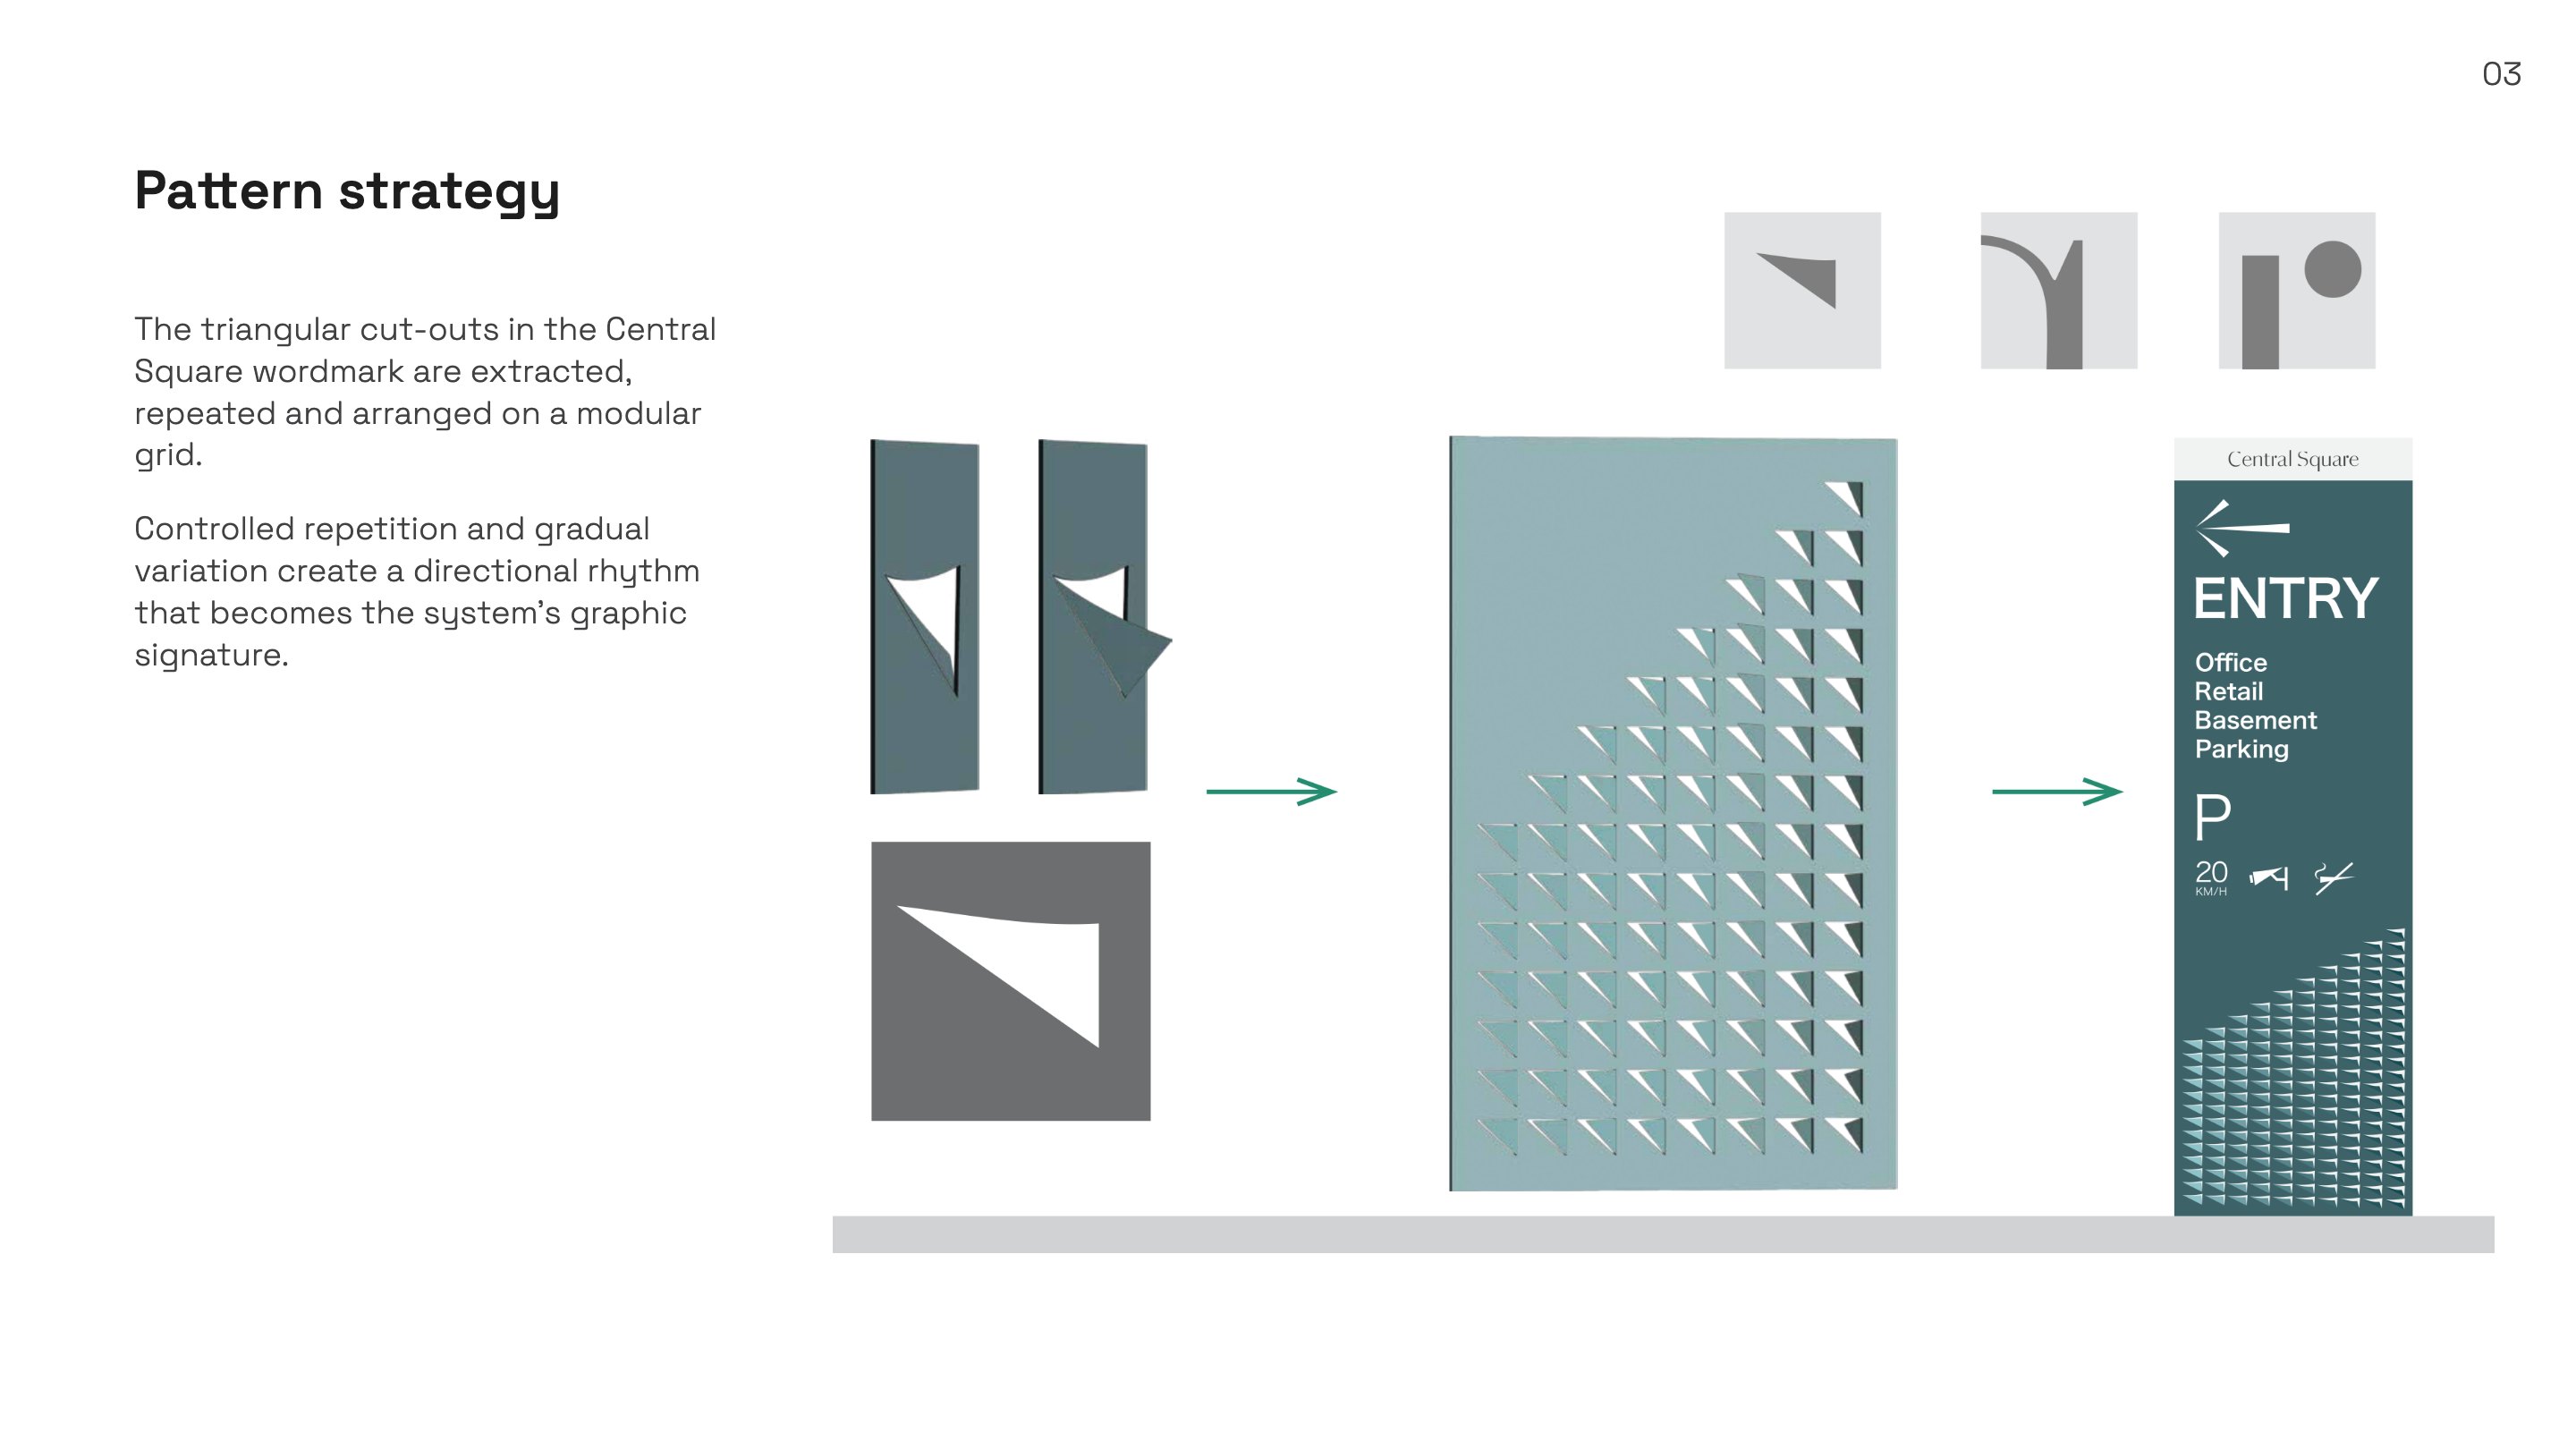 03
Pattern strategy
The triangular cut-outs in the Central
Square wordmark are extracted,
repeated and arranged on a modular
grid.
Controlled repetition and gradual
variation create a directional rhythm
that becomes the system’s graphic
signature.
Central Square
ENTRY
Office
Retail
Basement
Parking
P
20
KM/H